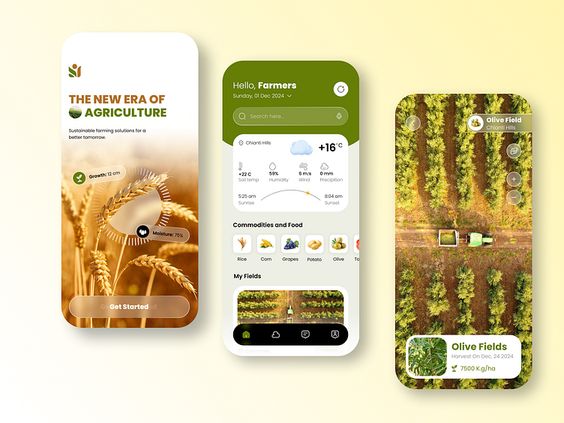 THE NEW ERA OF
AGRICULTURE
Sustainable farming solutions for a
better tomorrow.
Growth: 12 cm
Moisture: 75%
Get Started
Hello, Farmers
Sunday, 01 Dec 2024
Search here...
Chianti Hills
+16°C
+22 C
Soil temp
59%
Humidity
5 m/s
Wind
0 mm
Precipition
5:25 am
Sunrise
8:04 am
Sunset
Commodities and Food
Rice
Corn
Grapes
Potato
Olive
My Fields
Olive Field
Chianti Hills
Olive Fields
Harvest On Dec, 24 2024
7500 K.g/ha